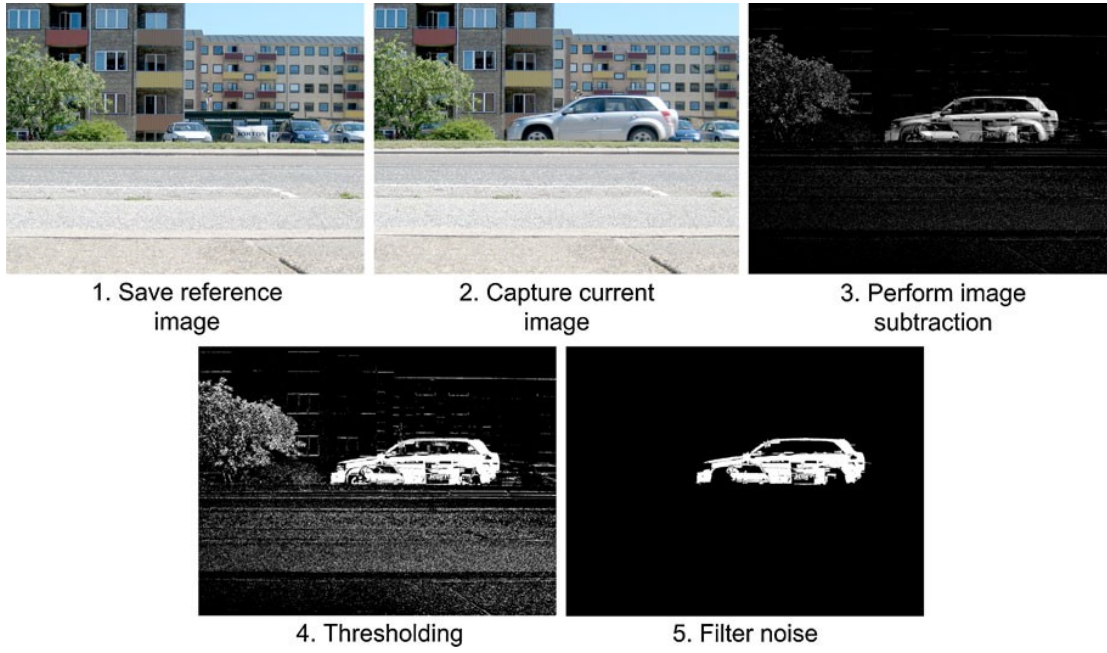 1. Save reference
image
2. Capture current
image
3. Perform image
subtraction
4. Thresholding
5. Filter noise